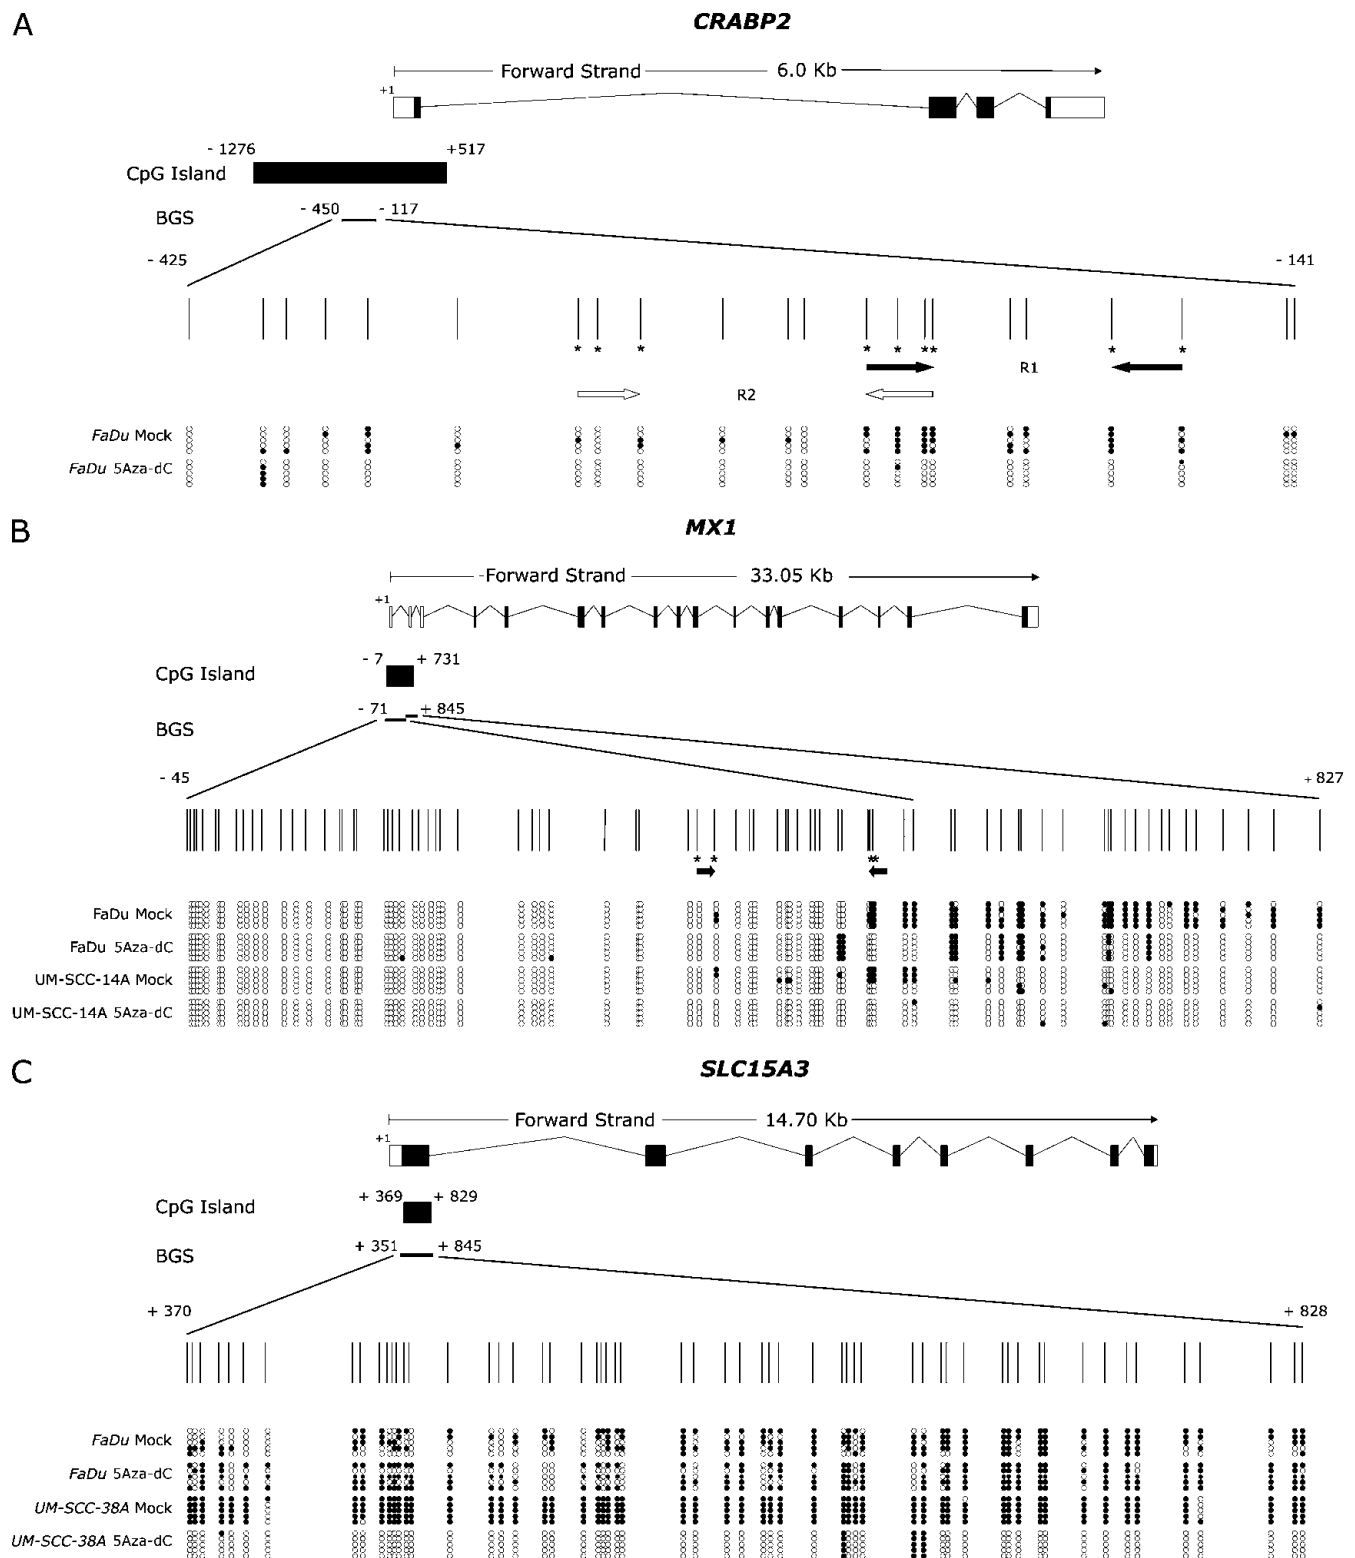 A
CRABP2
Forward Strand 6.0 Kb
+1
- 1276 +517
CpG Island
BGS - 450 - 117
- 425 - 141
* * * * * * * * *
R1
R2
FaDu Mock
FaDu 5Aza-dC
B
MX1
-Forward Strand 33.05 Kb
+1
- 7 + 731
CpG Island
- 71 + 845
BGS
- 45 + 827
* * * *
FaDu Mock
FaDu 5Aza-dC
UM-SCC-14A Mock
UM-SCC-14A 5Aza-dC
C
SLC15A3
Forward Strand 14.70 Kb
+1
+ 369 + 829
CpG Island
+ 351 + 845
BGS
+ 370 + 828
FaDu Mock
FaDu 5Aza-dC
UM-SCC-38A Mock
UM-SCC-38A 5Aza-dC